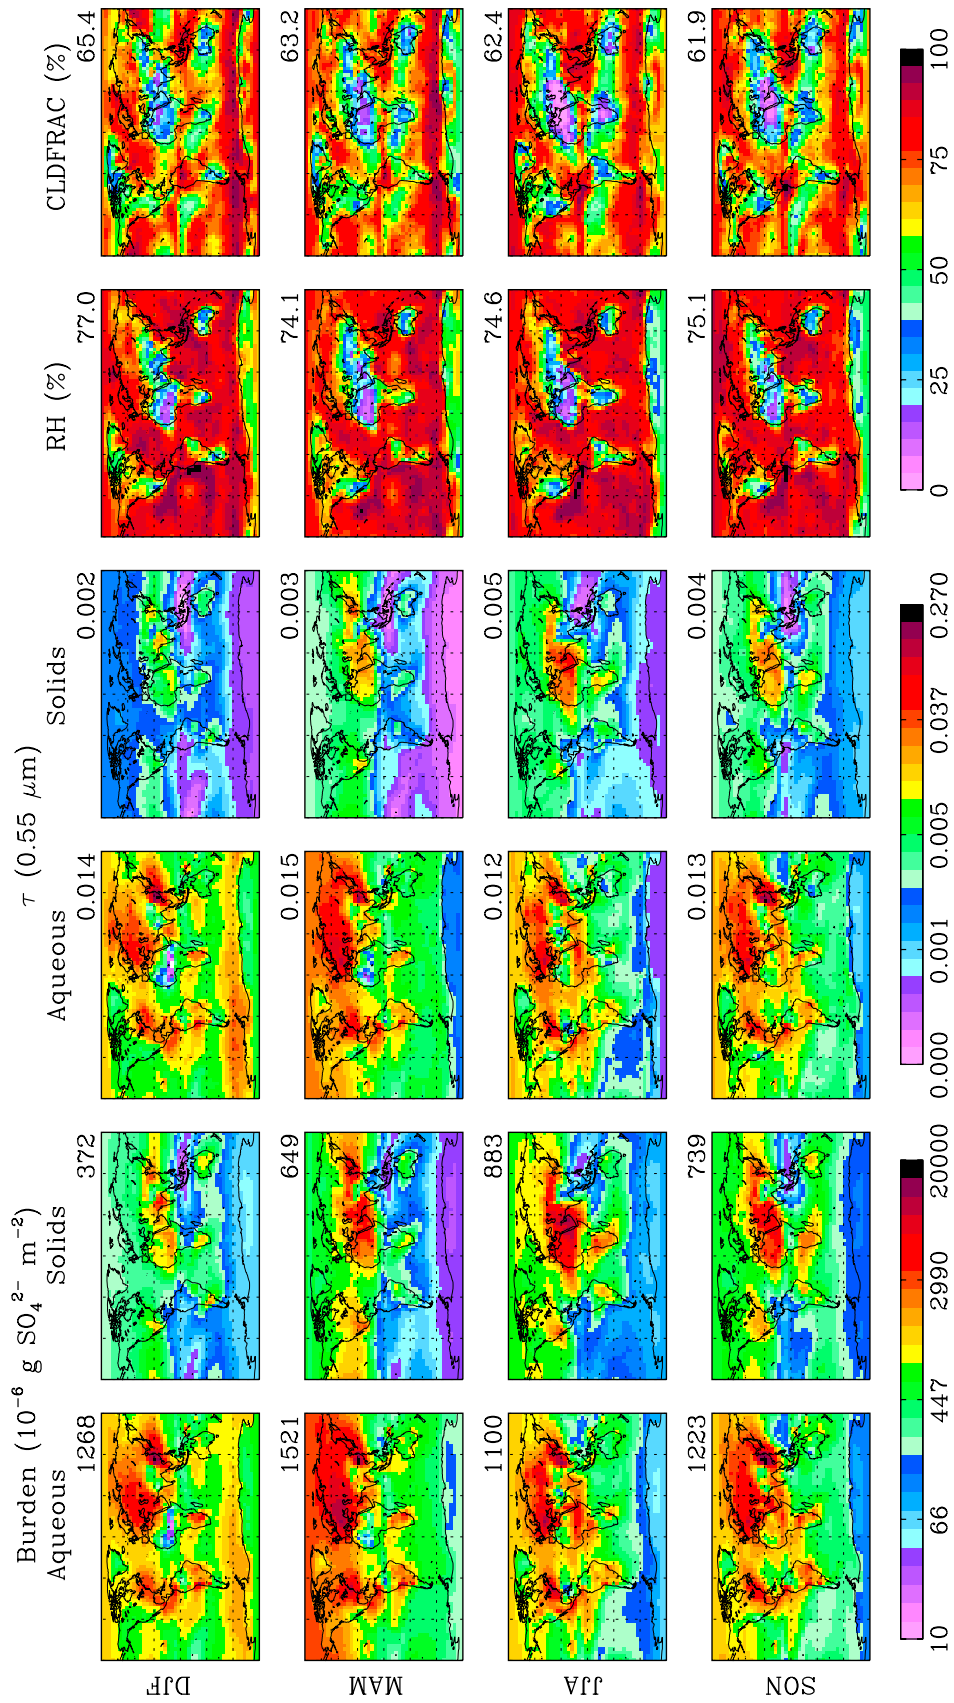 Burden (10⁻⁶ g SO₄²⁻ m⁻²)
τ (0.55 μm)
Aqueous
Solids
Aqueous
Solids
RH (%)
CLDFRAC (%)
DJF
1268
372
0.014
0.002
77.0
65.4
MAM
1521
649
0.015
0.003
74.1
63.2
JJA
1100
883
0.012
0.005
74.6
62.4
SON
1223
739
0.013
0.004
75.1
61.9
10 66 447 2990 20000
0.000 0.001 0.005 0.037 0.270
0 25 50 75 100